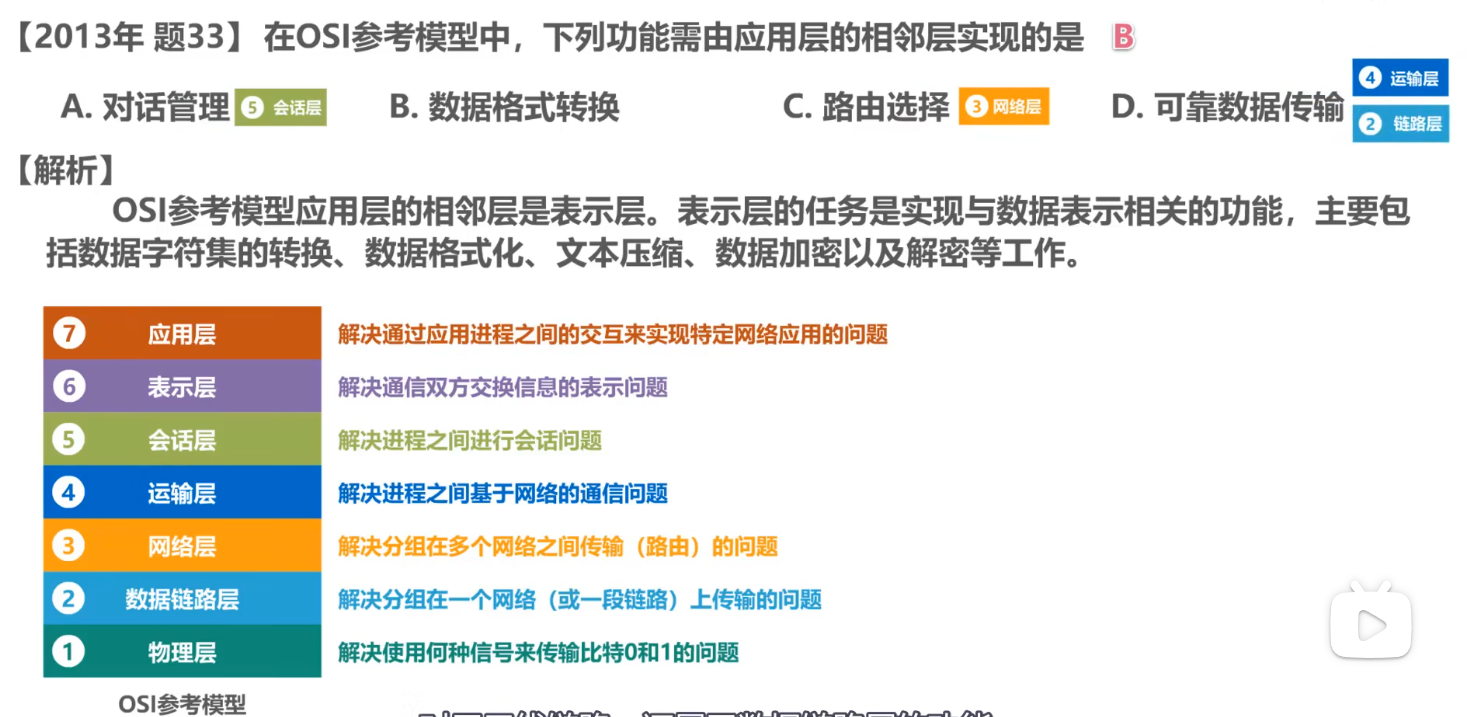 【2013年 题33】在OSI参考模型中，下列功能需由应用层的相邻层实现的是 B
A. 对话管理 5 会话层 B. 数据格式转换 C. 路由选择 3 网络层 D. 可靠数据传输 4 运输层
2 链路层
【解析】
OSI参考模型应用层的相邻层是表示层。表示层的任务是实现与数据表示相关的功能，主要包
括数据字符集的转换、数据格式化、文本压缩、数据加密以及解密等工作。
7 应用层 解决通过应用进程之间的交互来实现特定网络应用的问题
6 表示层 解决通信双方交换信息的表示问题
5 会话层 解决进程之间进行会话问题
4 运输层 解决进程之间基于网络的通信问题
3 网络层 解决分组在多个网络之间传输（路由）的问题
2 数据链路层 解决分组在一个网络（或一段链路）上传输的问题
1 物理层 解决使用何种信号来传输比特0和1的问题
OSI参考模型